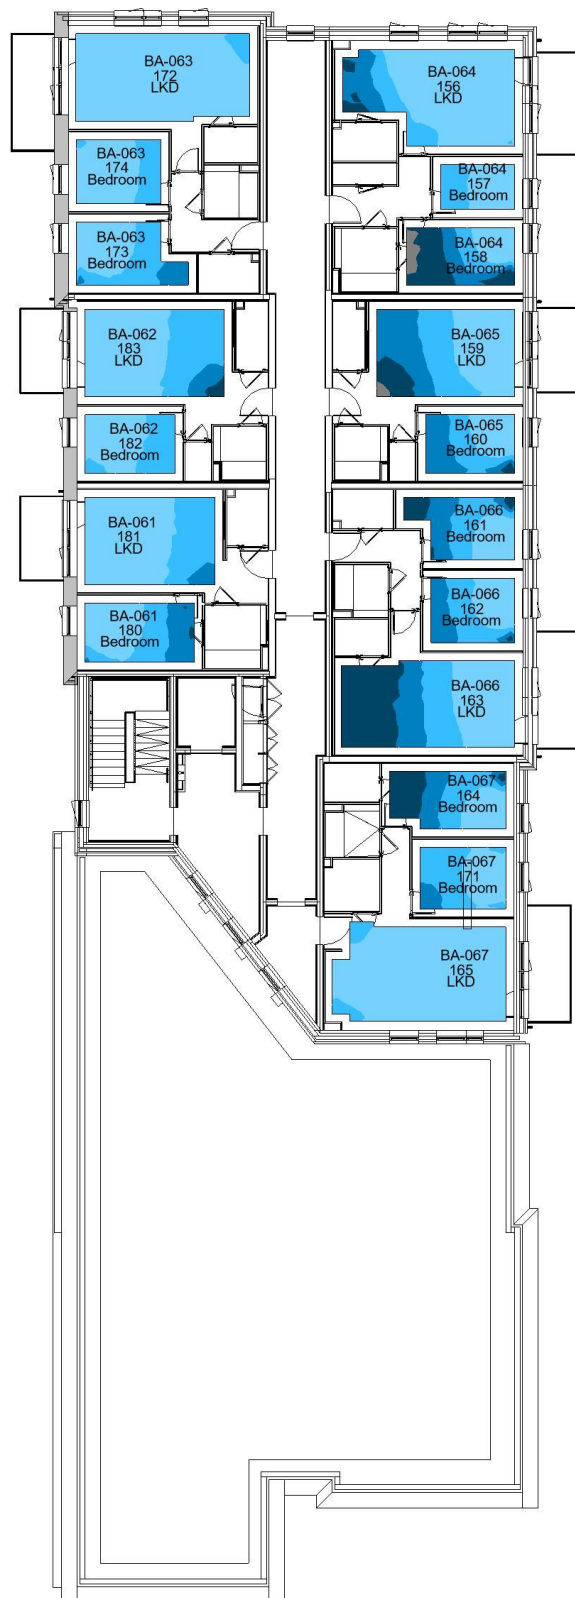 BA-063
172
LKD
BA-064
156
LKD
BA-063
174
Bedroom
BA-064
157
Bedroom
BA-063
173
Bedroom
BA-064
158
Bedroom
BA-062
183
LKD
BA-065
159
LKD
BA-062
182
Bedroom
BA-065
160
Bedroom
BA-061
181
LKD
BA-066
161
Bedroom
BA-066
162
Bedroom
BA-061
180
Bedroom
BA-066
163
LKD
BA-067
164
Bedroom
BA-067
171
Bedroom
BA-067
165
LKD